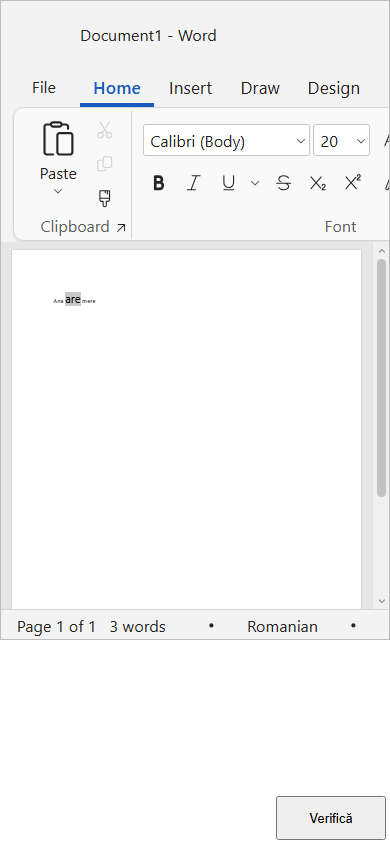 Document1 - Word
File Home Insert Draw Design
Paste
Calibri (Body) 20
B I U S X₂ X²
Clipboard Font
Ana are mere
Page 1 of 1 3 words • Romanian •
Verifică